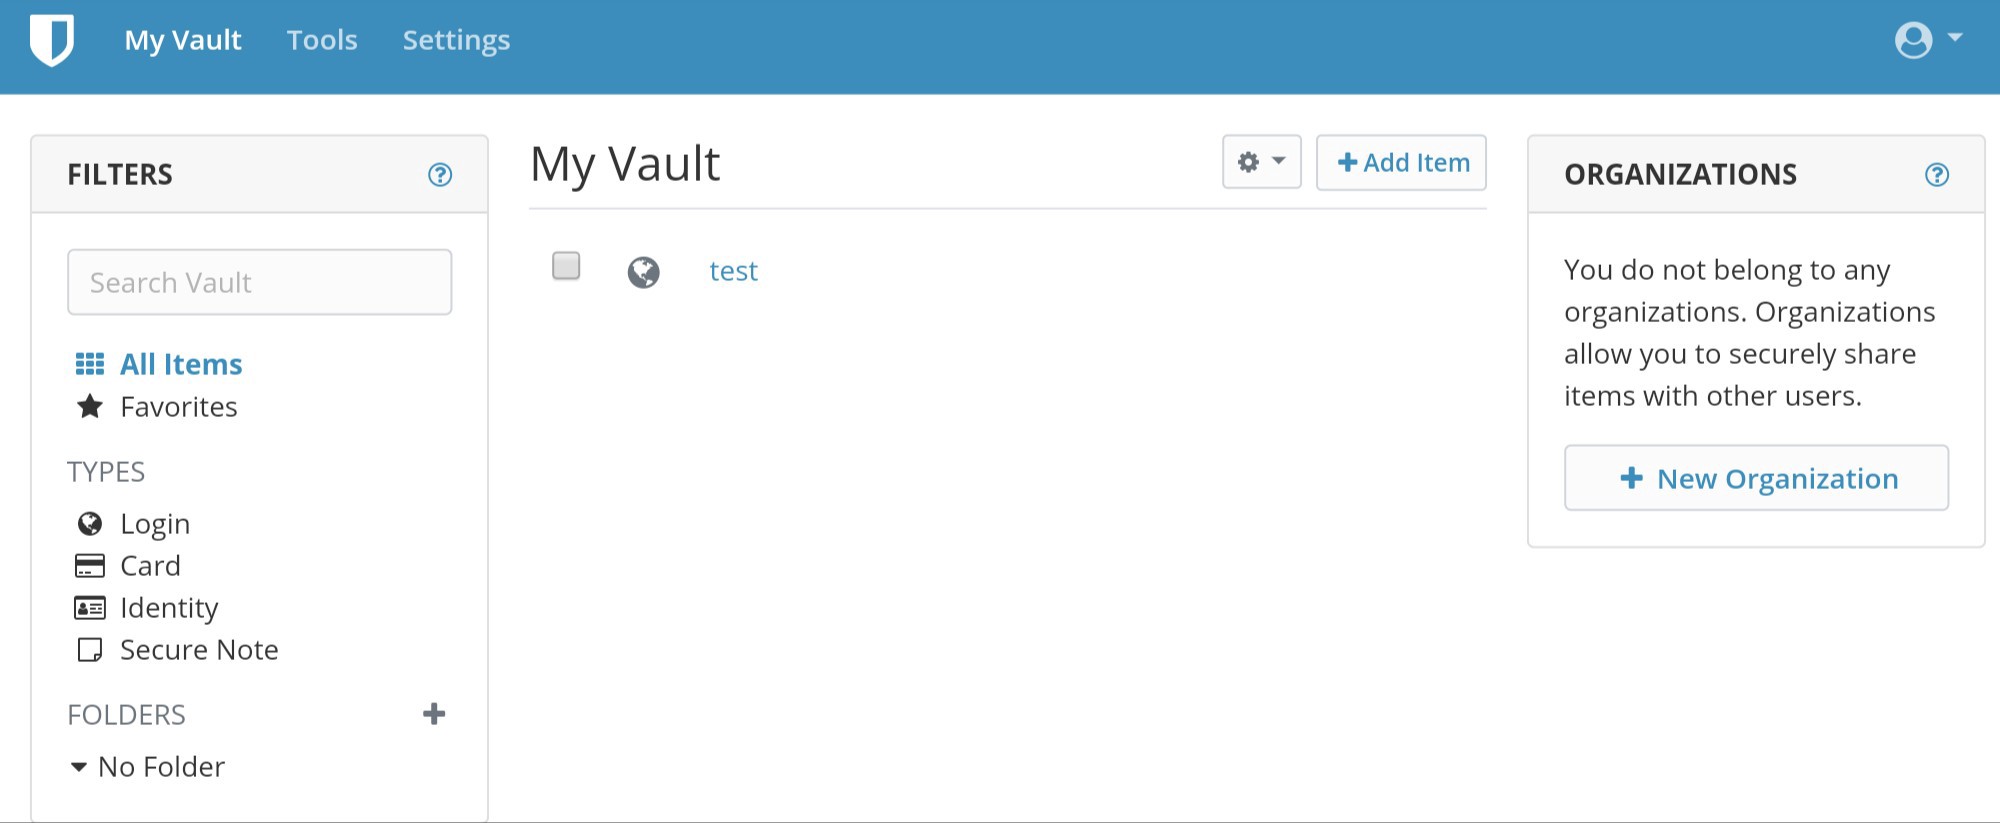 My Vault Tools Settings
FILTERS
Search Vault
All Items
Favorites
TYPES
Login
Card
Identity
Secure Note
FOLDERS
No Folder
My Vault
Add Item
test
ORGANIZATIONS
You do not belong to any
organizations. Organizations
allow you to securely share
items with other users.
New Organization